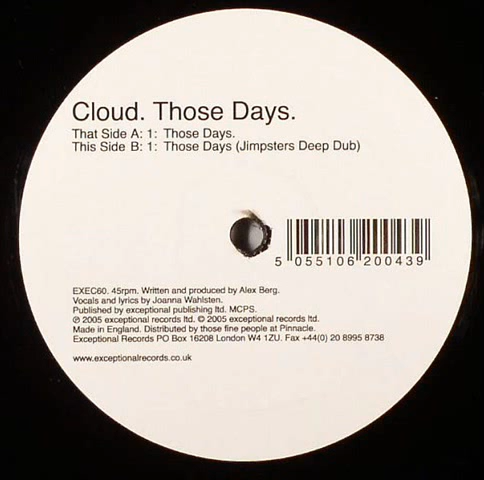 Cloud. Those Days.
That Side A: 1: Those Days.
This Side B: 1: Those Days (Jimpsters Deep Dub)
5 055106 200439
EXEC60. 45rpm. Written and produced by Alex Berg.
Vocals and lyrics by Joanna Wahlsten.
Published by exceptional publishing ltd. MCPS.
℗ 2005 exceptional records ltd. © 2005 exceptional records ltd.
Made in England. Distributed by those fine people at Pinnacle.
Exceptional Records PO Box 16208 London W4 1ZU. Fax +44(0) 20 8995 8738
www.exceptionalrecords.co.uk